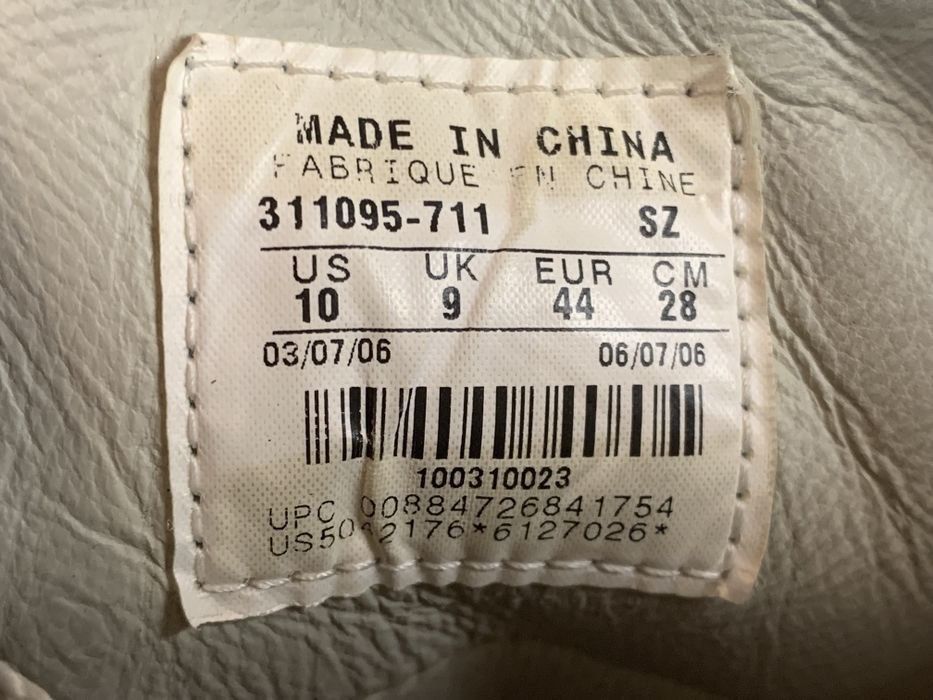 MADE IN CHINA
FABRIQUE EN CHINE
311095-711 SZ
US UK EUR CM
10 9 44 28
03/07/06 06/07/06
100310023
UPC 00884726841754
6127026*